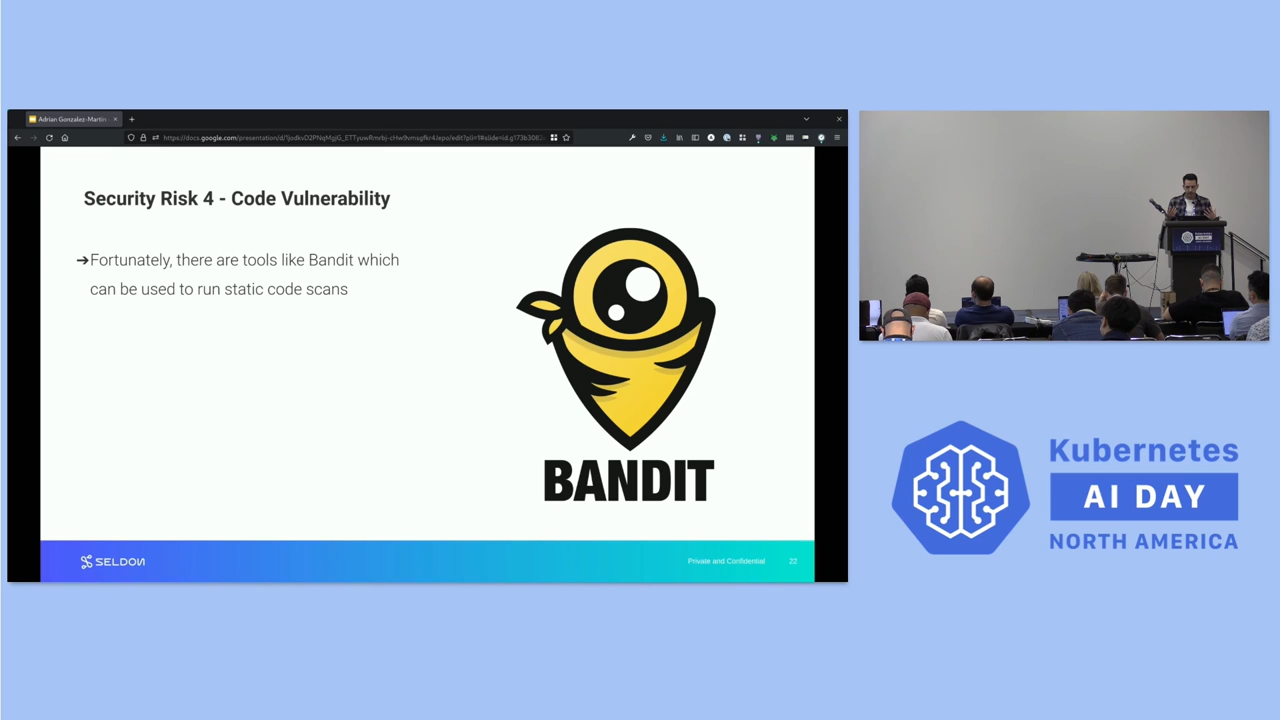 Adrian Gonzalez-Martin -
Security Risk 4 - Code Vulnerability
➔Fortunately, there are tools like Bandit which
can be used to run static code scans
BANDIT
SELDON
Private and Confidential
22
Kubernetes
AI DAY
NORTH AMERICA